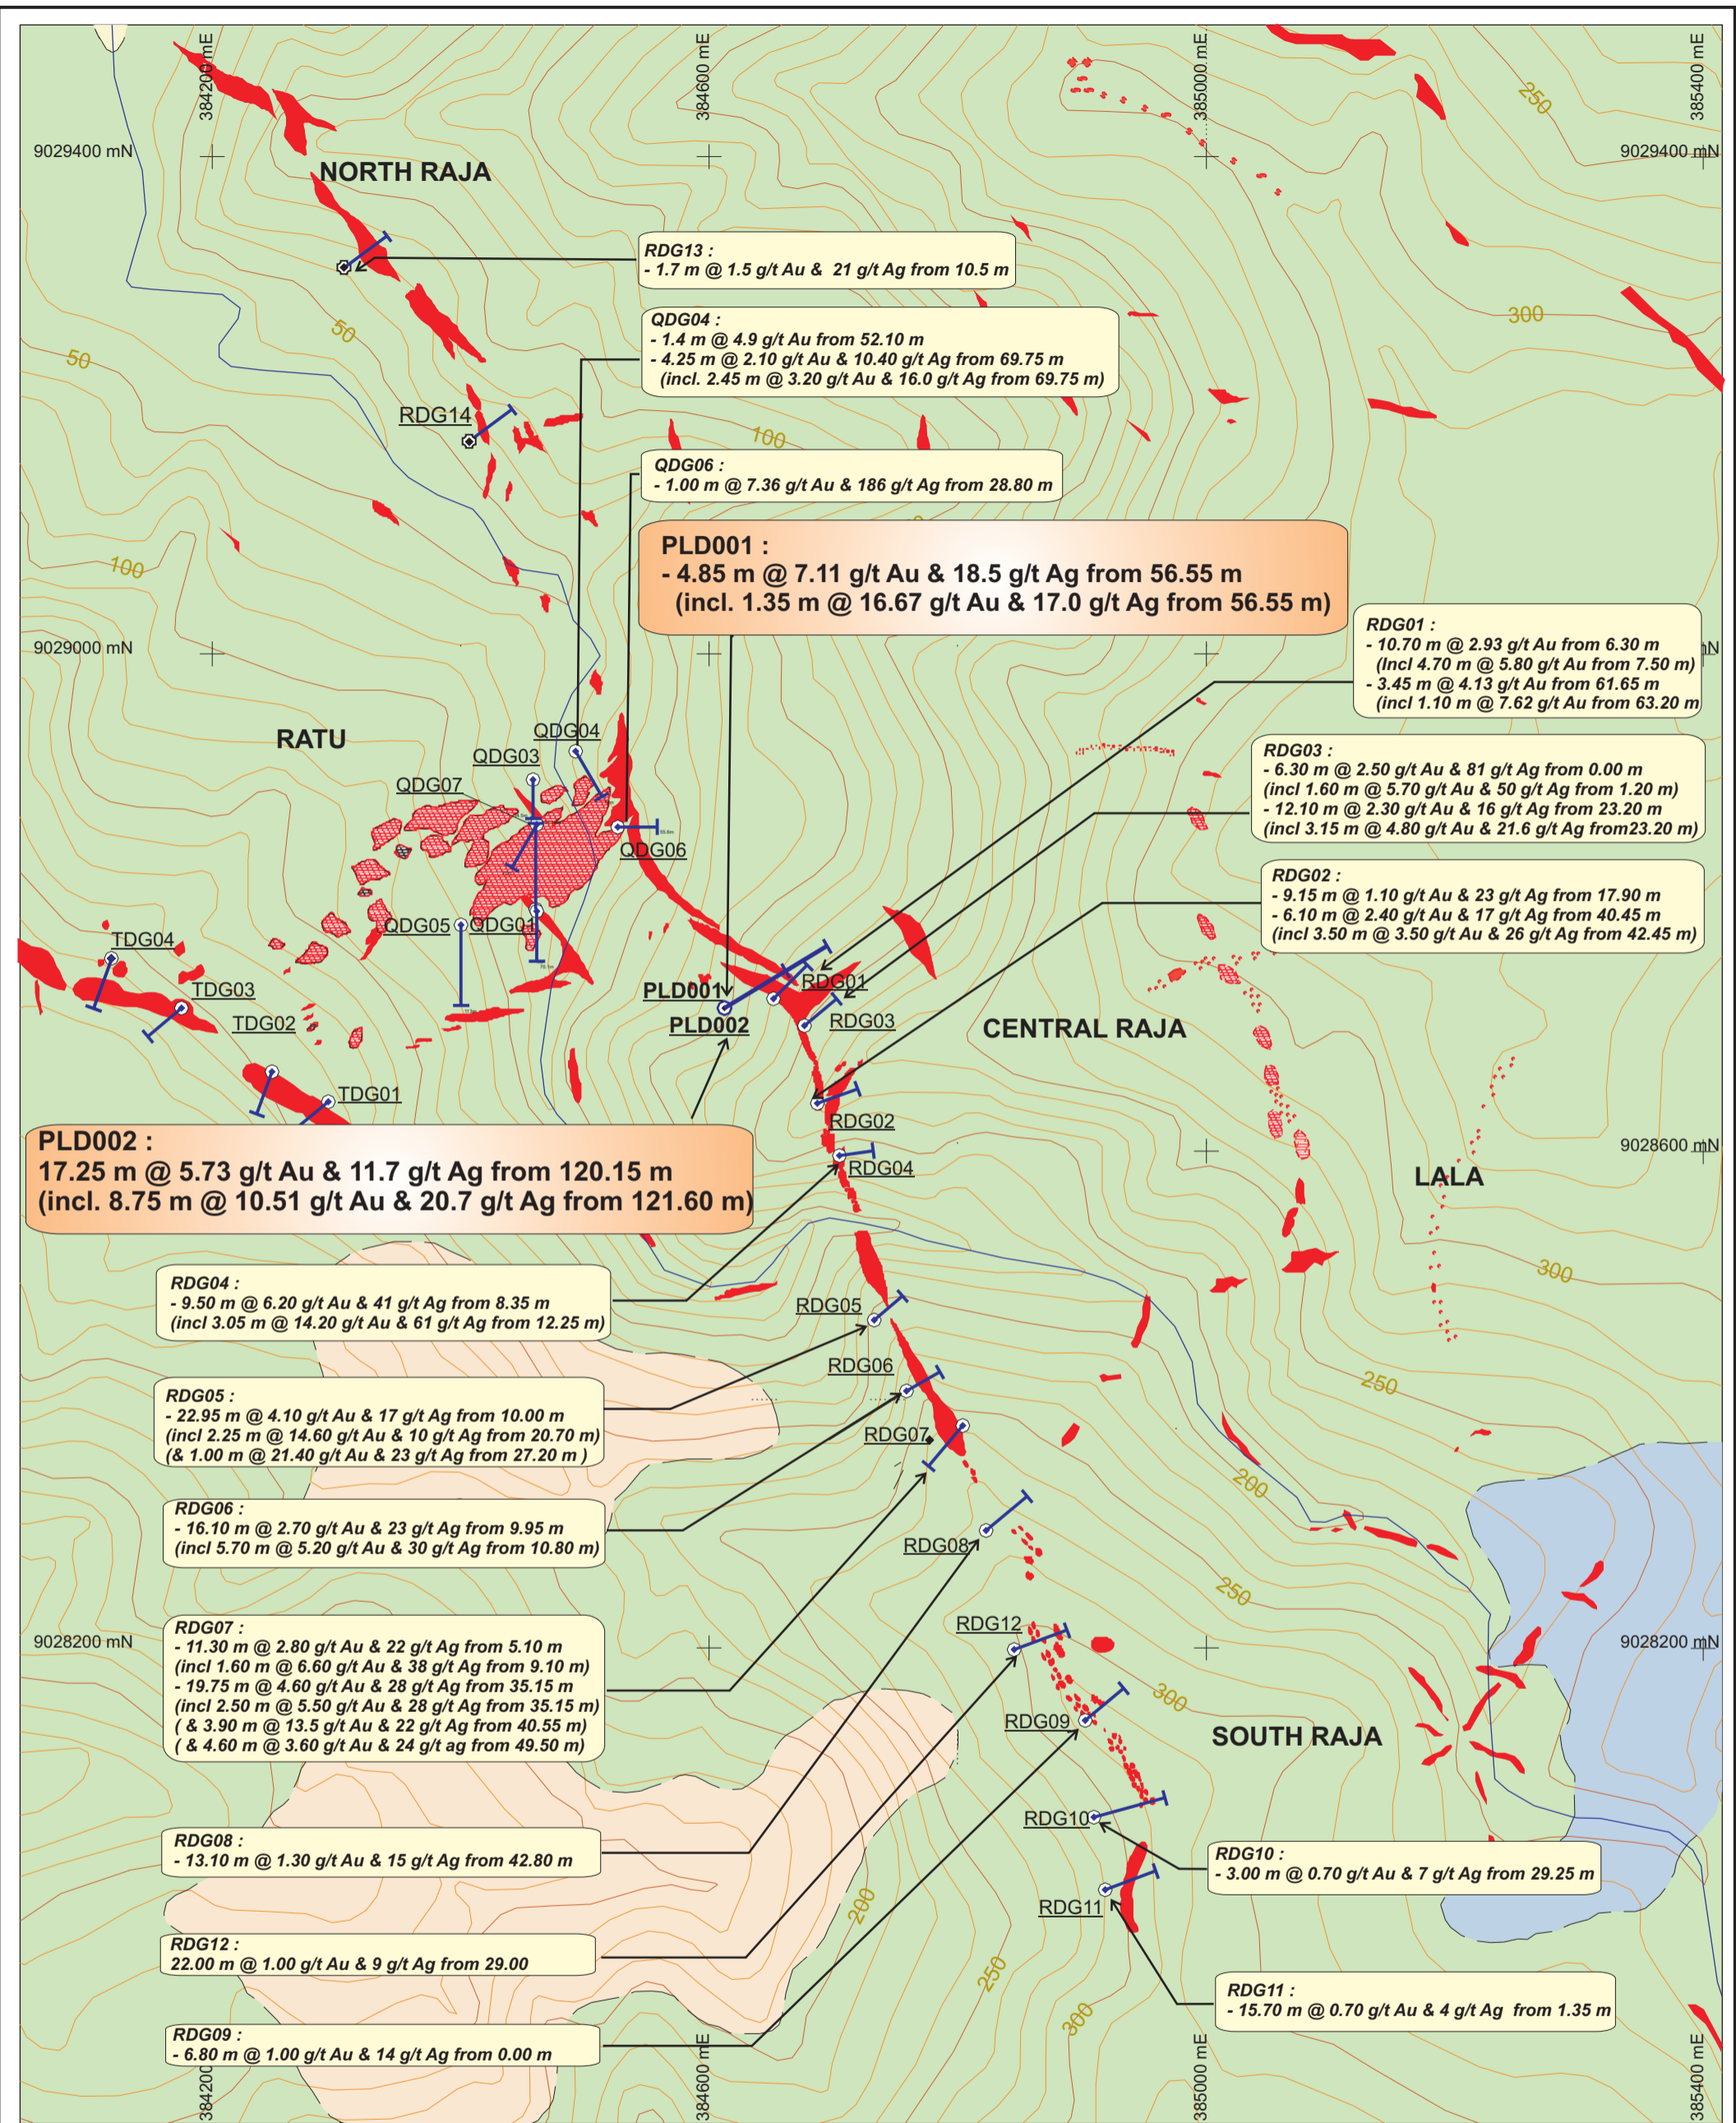 384200 mE
384600 mE
385000 mE
385400 mE
250
9029400 mN
9029400 mN
NORTH RAJA
RDG13 :
- 1.7 m @ 1.5 g/t Au & 21 g/t Ag from 10.5 m
QDG04 :
- 1.4 m @ 4.9 g/t Au from 52.10 m
- 4.25 m @ 2.10 g/t Au & 10.40 g/t Ag from 69.75 m
(incl. 2.45 m @ 3.20 g/t Au & 16.0 g/t Ag from 69.75 m)
50
50
300
RDG14
100
QDG06 :
- 1.00 m @ 7.36 g/t Au & 186 g/t Ag from 28.80 m
100
PLD001 :
- 4.85 m @ 7.11 g/t Au & 18.5 g/t Ag from 56.55 m
(incl. 1.35 m @ 16.67 g/t Au & 17.0 g/t Ag from 56.55 m)
9029000 mN
N
RDG01 :
- 10.70 m @ 2.93 g/t Au from 6.30 m
(Incl 4.70 m @ 5.80 g/t Au from 7.50 m)
- 3.45 m @ 4.13 g/t Au from 61.65 m
(incl 1.10 m @ 7.62 g/t Au from 63.20 m
RATU
QDG04
QDG03
QDG07
QDG06
RDG03 :
- 6.30 m @ 2.50 g/t Au & 81 g/t Ag from 0.00 m
(incl 1.60 m @ 5.70 g/t Au & 50 g/t Ag from 1.20 m)
- 12.10 m @ 2.30 g/t Au & 16 g/t Ag from 23.20 m
(incl 3.15 m @ 4.80 g/t Au & 21.6 g/t Ag from23.20 m)
RDG02 :
- 9.15 m @ 1.10 g/t Au & 23 g/t Ag from 17.90 m
- 6.10 m @ 2.40 g/t Au & 17 g/t Ag from 40.45 m
(incl 3.50 m @ 3.50 g/t Au & 26 g/t Ag from 42.45 m)
QDG05
QDG01
TDG04
TDG03
TDG02
TDG01
PLD001
RDG01
PLD002
RDG03
CENTRAL RAJA
RDG02
RDG04
PLD002 :
17.25 m @ 5.73 g/t Au & 11.7 g/t Ag from 120.15 m
(incl. 8.75 m @ 10.51 g/t Au & 20.7 g/t Ag from 121.60 m)
9028600 mN
LALA
300
RDG04 :
- 9.50 m @ 6.20 g/t Au & 41 g/t Ag from 8.35 m
(incl 3.05 m @ 14.20 g/t Au & 61 g/t Ag from 12.25 m)
RDG05
RDG06
250
RDG05 :
- 22.95 m @ 4.10 g/t Au & 17 g/t Ag from 10.00 m
(incl 2.25 m @ 14.60 g/t Au & 10 g/t Ag from 20.70 m)
(& 1.00 m @ 21.40 g/t Au & 23 g/t Ag from 27.20 m )
RDG07
200
RDG06 :
- 16.10 m @ 2.70 g/t Au & 23 g/t Ag from 9.95 m
(incl 5.70 m @ 5.20 g/t Au & 30 g/t Ag from 10.80 m)
RDG08
250
RDG07 :
- 11.30 m @ 2.80 g/t Au & 22 g/t Ag from 5.10 m
(incl 1.60 m @ 6.60 g/t Au & 38 g/t Ag from 9.10 m)
- 19.75 m @ 4.60 g/t Au & 28 g/t Ag from 35.15 m
(incl 2.50 m @ 5.50 g/t Au & 28 g/t Ag from 35.15 m)
( & 3.90 m @ 13.5 g/t Au & 22 g/t Ag from 40.55 m)
( & 4.60 m @ 3.60 g/t Au & 24 g/t ag from 49.50 m)
9028200 mN
RDG12
9028200 mN
300
RDG09
SOUTH RAJA
RDG10
RDG08 :
- 13.10 m @ 1.30 g/t Au & 15 g/t Ag from 42.80 m
RDG10 :
- 3.00 m @ 0.70 g/t Au & 7 g/t Ag from 29.25 m
200
RDG11
RDG12 :
22.00 m @ 1.00 g/t Au & 9 g/t Ag from 29.00
250
300
RDG11 :
- 15.70 m @ 0.70 g/t Au & 4 g/t Ag from 1.35 m
RDG09 :
- 6.80 m @ 1.00 g/t Au & 14 g/t Ag from 0.00 m
384200
384600 mE
385000 mE
385400 mE